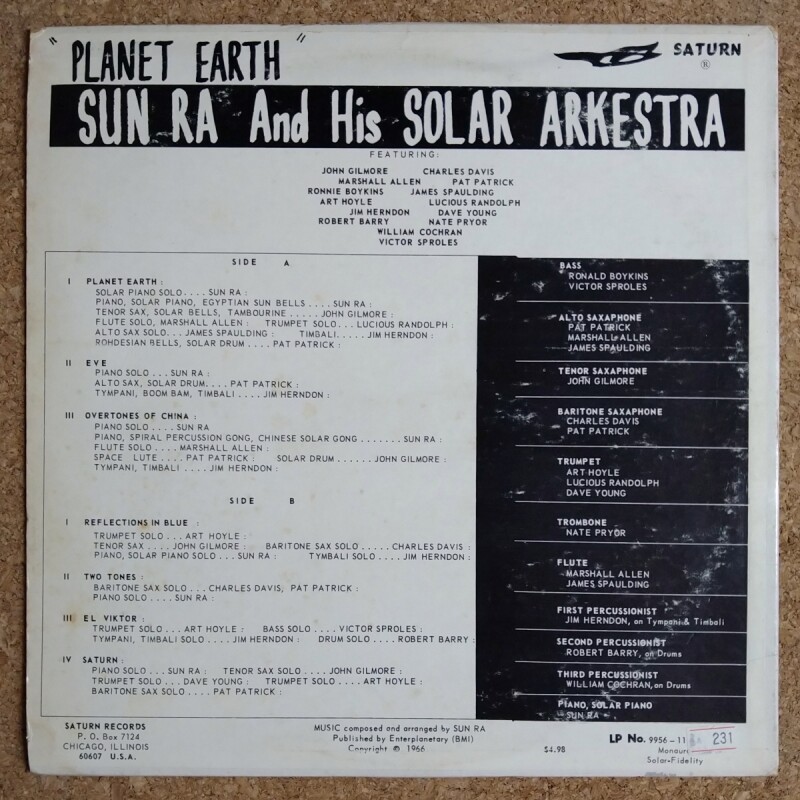 "PLANET EARTH"
SATURN
®
SUN RA And His SOLAR ARKESTRA
FEATURING:
JOHN GILMORE CHARLES DAVIS
MARSHALL ALLEN PAT PATRICK
RONNIE BOYKINS JAMES SPAULDING
ART HOYLE LUCIOUS RANDOLPH
JIM HERNDON DAVE YOUNG
ROBERT BARRY NATE PRYOR
WILLIAM COCHRAN
VICTOR SPROLES
SIDE A
I PLANET EARTH :
SOLAR PIANO SOLO . . . . SUN RA :
PIANO, SOLAR PIANO, EGYPTIAN SUN BELLS . . . . SUN RA :
TENOR SAX, SOLAR BELLS, TAMBOURINE . . . . . JOHN GILMORE :
FLUTE SOLO, MARSHALL ALLEN : TRUMPET SOLO . . . LUCIOUS RANDOLPH :
ALTO SAX SOLO . . . JAMES SPAULDING : TIMBALI. . . . . JIM HERNDON :
ROHDESIAN BELLS, SOLAR DRUM . . . . PAT PATRICK :
II EVE
PIANO SOLO . . . SUN RA :
ALTO SAX, SOLAR DRUM. . . . PAT PATRICK :
TYMPANI, BOOM BAM, TIMBALI . . . . JIM HERNDON :
III OVERTONES OF CHINA :
PIANO SOLO . . . . SUN RA
PIANO, SPIRAL PERCUSSION GONG, CHINESE SOLAR GONG . . . . . . . SUN RA :
FLUTE SOLO . . . . MARSHALL ALLEN :
SPACE LUTE . . . . PAT PATRICK : SOLAR DRUM . . . . . . JOHN GILMORE :
TYMPANI, TIMBALI . . . . JIM HERNDON :
SIDE B
I REFLECTIONS IN BLUE :
TRUMPET SOLO . . . ART HOYLE :
TENOR SAX . . . . JOHN GILMORE : BARITONE SAX SOLO . . . . . CHARLES DAVIS :
PIANO, SOLAR PIANO SOLO . . . SUN RA : TYMBALI SOLO . . . . JIM HERNDON :
II TWO TONES :
BARITONE SAX SOLO . . . CHARLES DAVIS, PAT PATRICK :
PIANO SOLO . . . . SUN RA :
III EL VIKTOR :
TRUMPET SOLO . . . ART HOYLE : BASS SOLO . . . . VICTOR SPROLES :
TYMPANI, TIMBALI SOLO . . . . JIM HERNDON : DRUM SOLO . . . . ROBERT BARRY :
IV SATURN :
PIANO SOLO . . . SUN RA : TENOR SAX SOLO . . . . JOHN GILMORE :
TRUMPET SOLO . . . DAVE YOUNG : TRUMPET SOLO . . . . ART HOYLE :
BARITONE SAX SOLO . . . . PAT PATRICK :
BASS
RONALD BOYKINS
VICTOR SPROLES
ALTO SAXAPHONE
PAT PATRICK
MARSHALL ALLEN
JAMES SPAULDING
TENOR SAXAPHONE
JOHN GILMORE
BARITONE SAXAPHONE
CHARLES DAVIS
PAT PATRICK
TRUMPET
ART HOYLE
LUCIOUS RANDOLPH
DAVE YOUNG
TROMBONE
NATE PRYOR
FLUTE
MARSHALL ALLEN
JAMES SPAULDING
FIRST PERCUSSIONIST
JIM HERNDON, on Tympani & Timbali
SECOND PERCUSSIONIST
ROBERT BARRY, on Drums
THIRD PERCUSSIONIST
WILLIAM COCHRAN, on Drums
PIANO, SOLAR PIANO
SUN RA
SATURN RECORDS
P. O. Box 7124
CHICAGO, ILLINOIS
60607 U.S.A.
MUSIC composed and arranged by SUN RA
Published by Enterplanetary (BMI)
Copyright © 1966
$4.98
LP No. 9956-11
231
Monaur
Solar-Fidelity